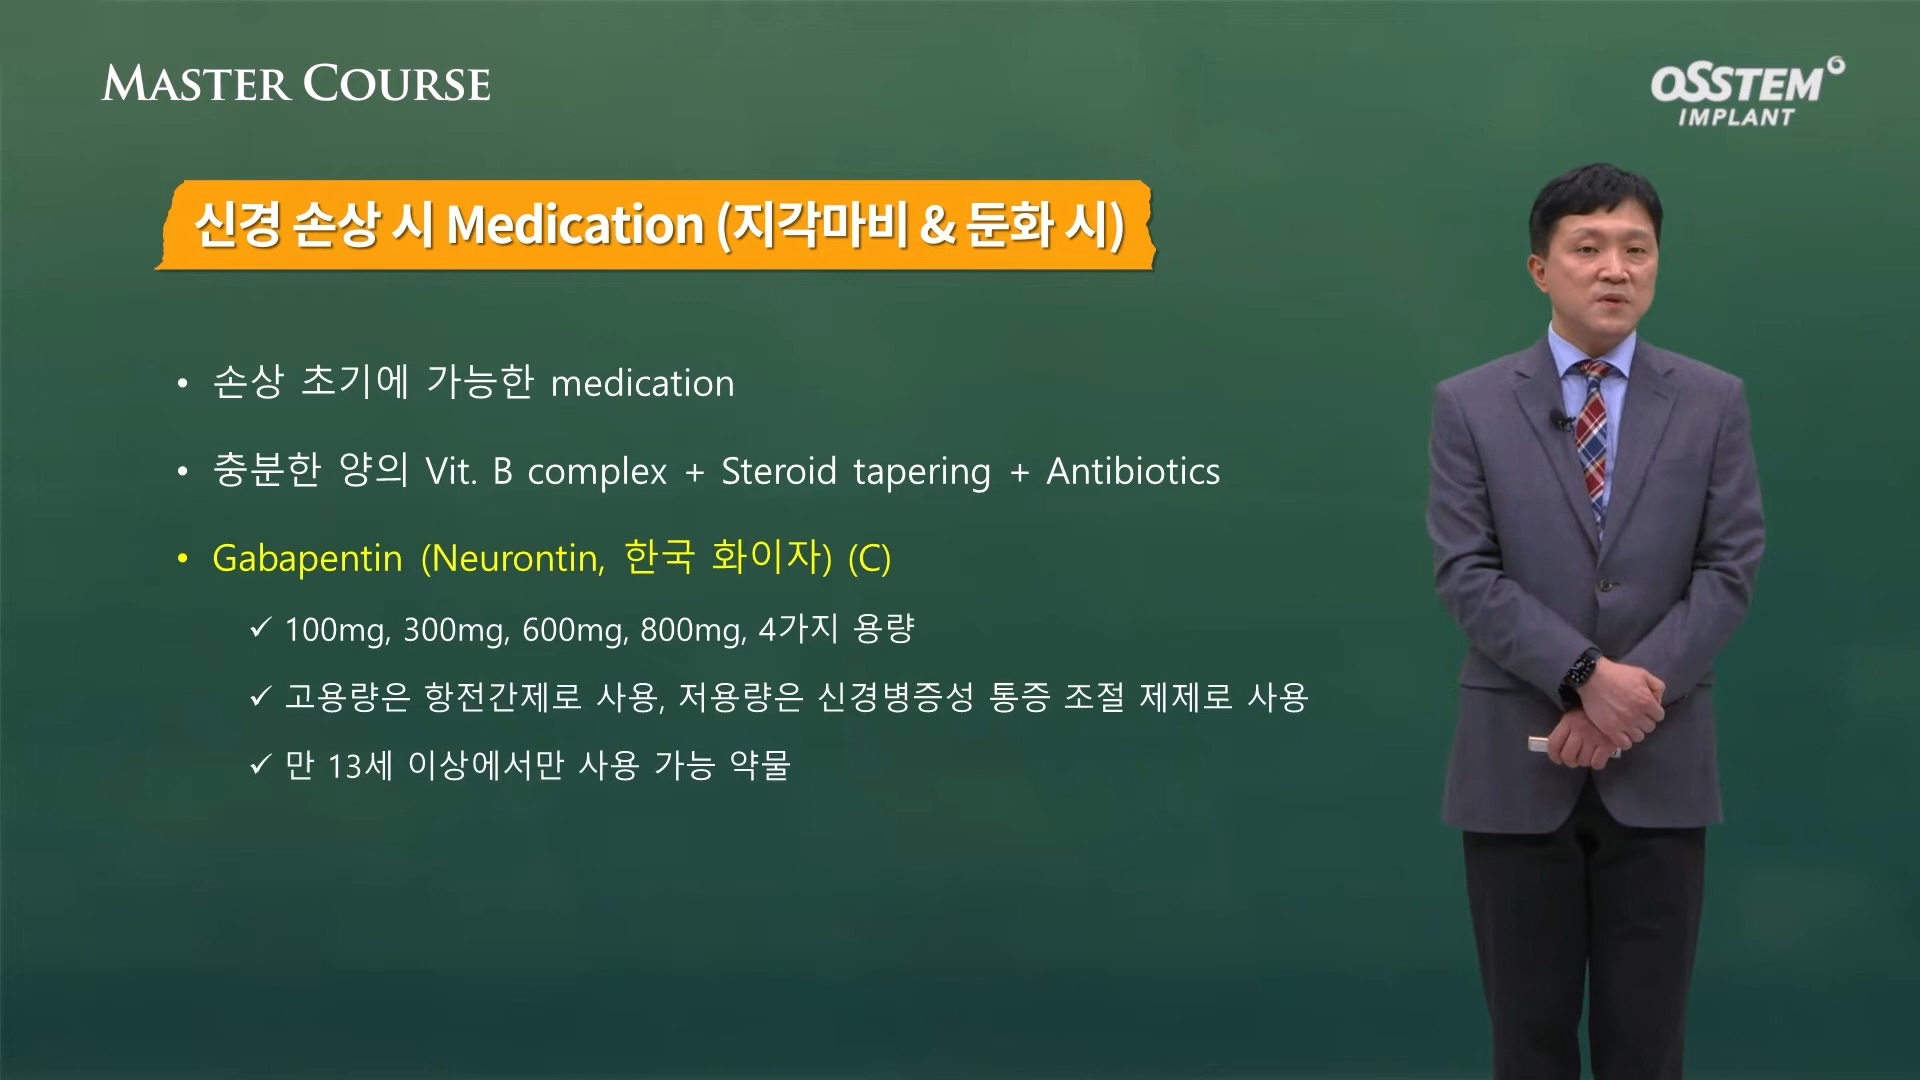 MASTER COURSE
OSSTEM
IMPLANT
신경 손상 시 Medication (지각마비 & 둔화 시)
• 손상 초기에 가능한 medication
• 충분한 양의 Vit. B complex + Steroid tapering + Antibiotics
• Gabapentin (Neurontin, 한국 화이자) (C)
✓ 100mg, 300mg, 600mg, 800mg, 4가지 용량
✓ 고용량은 항전간제로 사용, 저용량은 신경병증성 통증 조절 제제로 사용
✓ 만 13세 이상에서만 사용 가능 약물